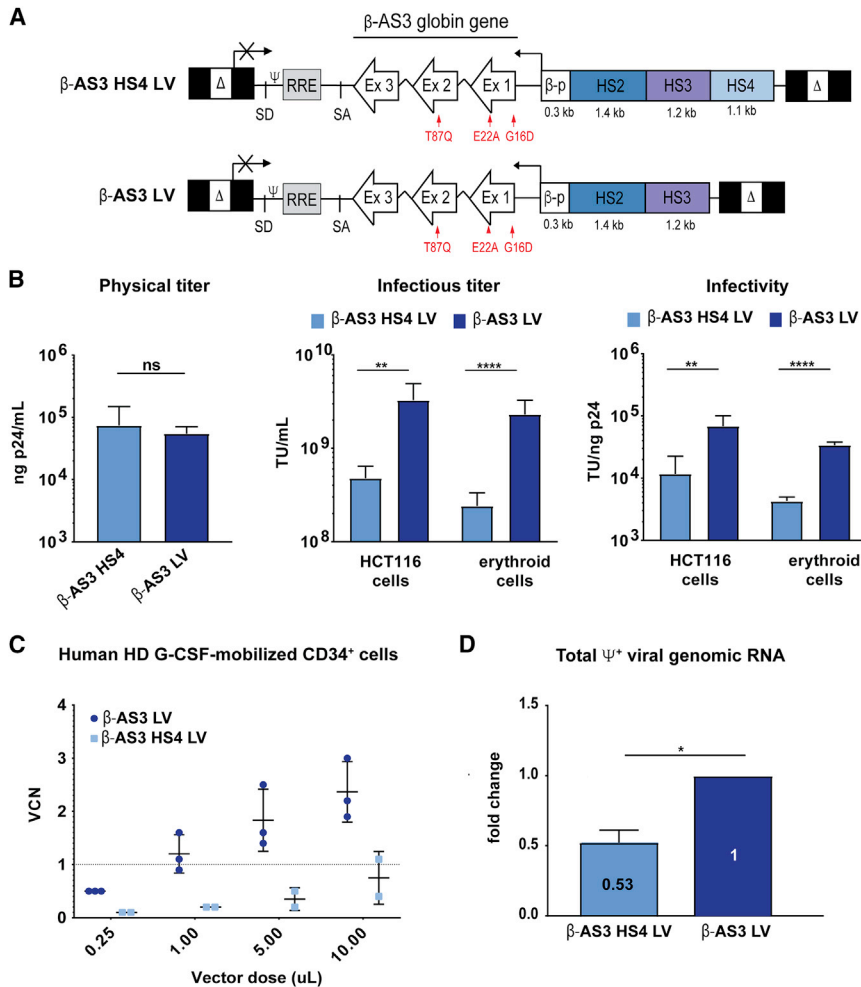 A
β-AS3 globin gene
β-AS3 HS4 LV
Δ
Ψ
RRE
SD
SA
Ex 3
Ex 2
Ex 1
β-p
HS2
HS3
HS4
Δ
0.3 kb
1.4 kb
1.2 kb
1.1 kb
T87Q
E22A
G16D
β-AS3 LV
Δ
Ψ
RRE
SD
SA
Ex 3
Ex 2
Ex 1
β-p
HS2
HS3
Δ
0.3 kb
1.4 kb
1.2 kb
T87Q
E22A
G16D
B
Physical titer
ng p24/mL
10⁶
10⁵
10⁴
10³
ns
β-AS3 HS4
β-AS3 LV
Infectious titer
β-AS3 HS4 LV
β-AS3 LV
TU/mL
10¹⁰
10⁹
10⁸
**
****
HCT116
cells
erythroid
cells
Infectivity
β-AS3 HS4 LV
β-AS3 LV
TU/ng p24
10⁶
10⁵
10⁴
10³
**
****
HCT116
cells
erythroid
cells
C
Human HD G-CSF-mobilized CD34⁺ cells
β-AS3 LV
β-AS3 HS4 LV
VCN
4
3
2
1
0
0.25
1.00
5.00
10.00
Vector dose (uL)
D
Total Ψ⁺ viral genomic RNA
fold change
1.5
1.0
0.5
0.0
*
0.53
1
β-AS3 HS4 LV
β-AS3 LV